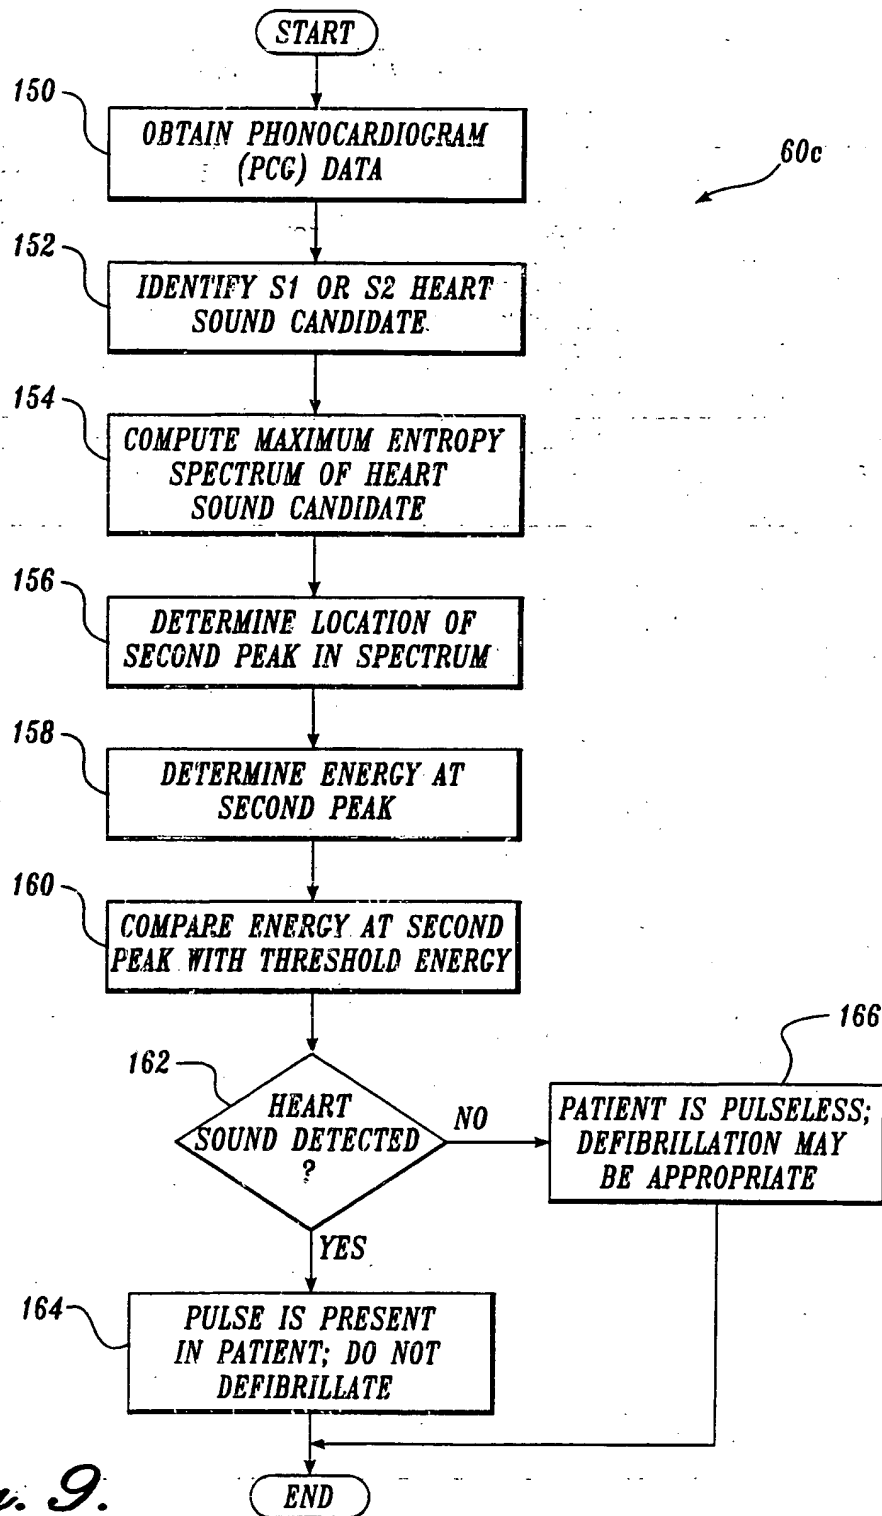 START
150
OBTAIN PHONOCARDIOGRAM
(PCG) DATA
60c
152
IDENTIFY S1 OR S2 HEART
SOUND CANDIDATE
154
COMPUTE MAXIMUM ENTROPY
SPECTRUM OF HEART
SOUND CANDIDATE
156
DETERMINE LOCATION OF
SECOND PEAK IN SPECTRUM
158
DETERMINE ENERGY AT
SECOND PEAK
160
COMPARE ENERGY AT SECOND
PEAK WITH THRESHOLD ENERGY
162
HEART
SOUND DETECTED
?
NO
166
PATIENT IS PULSELESS;
DEFIBRILLATION MAY
BE APPROPRIATE
YES
164
PULSE IS PRESENT
IN PATIENT; DO NOT
DEFIBRILLATE
END
9.